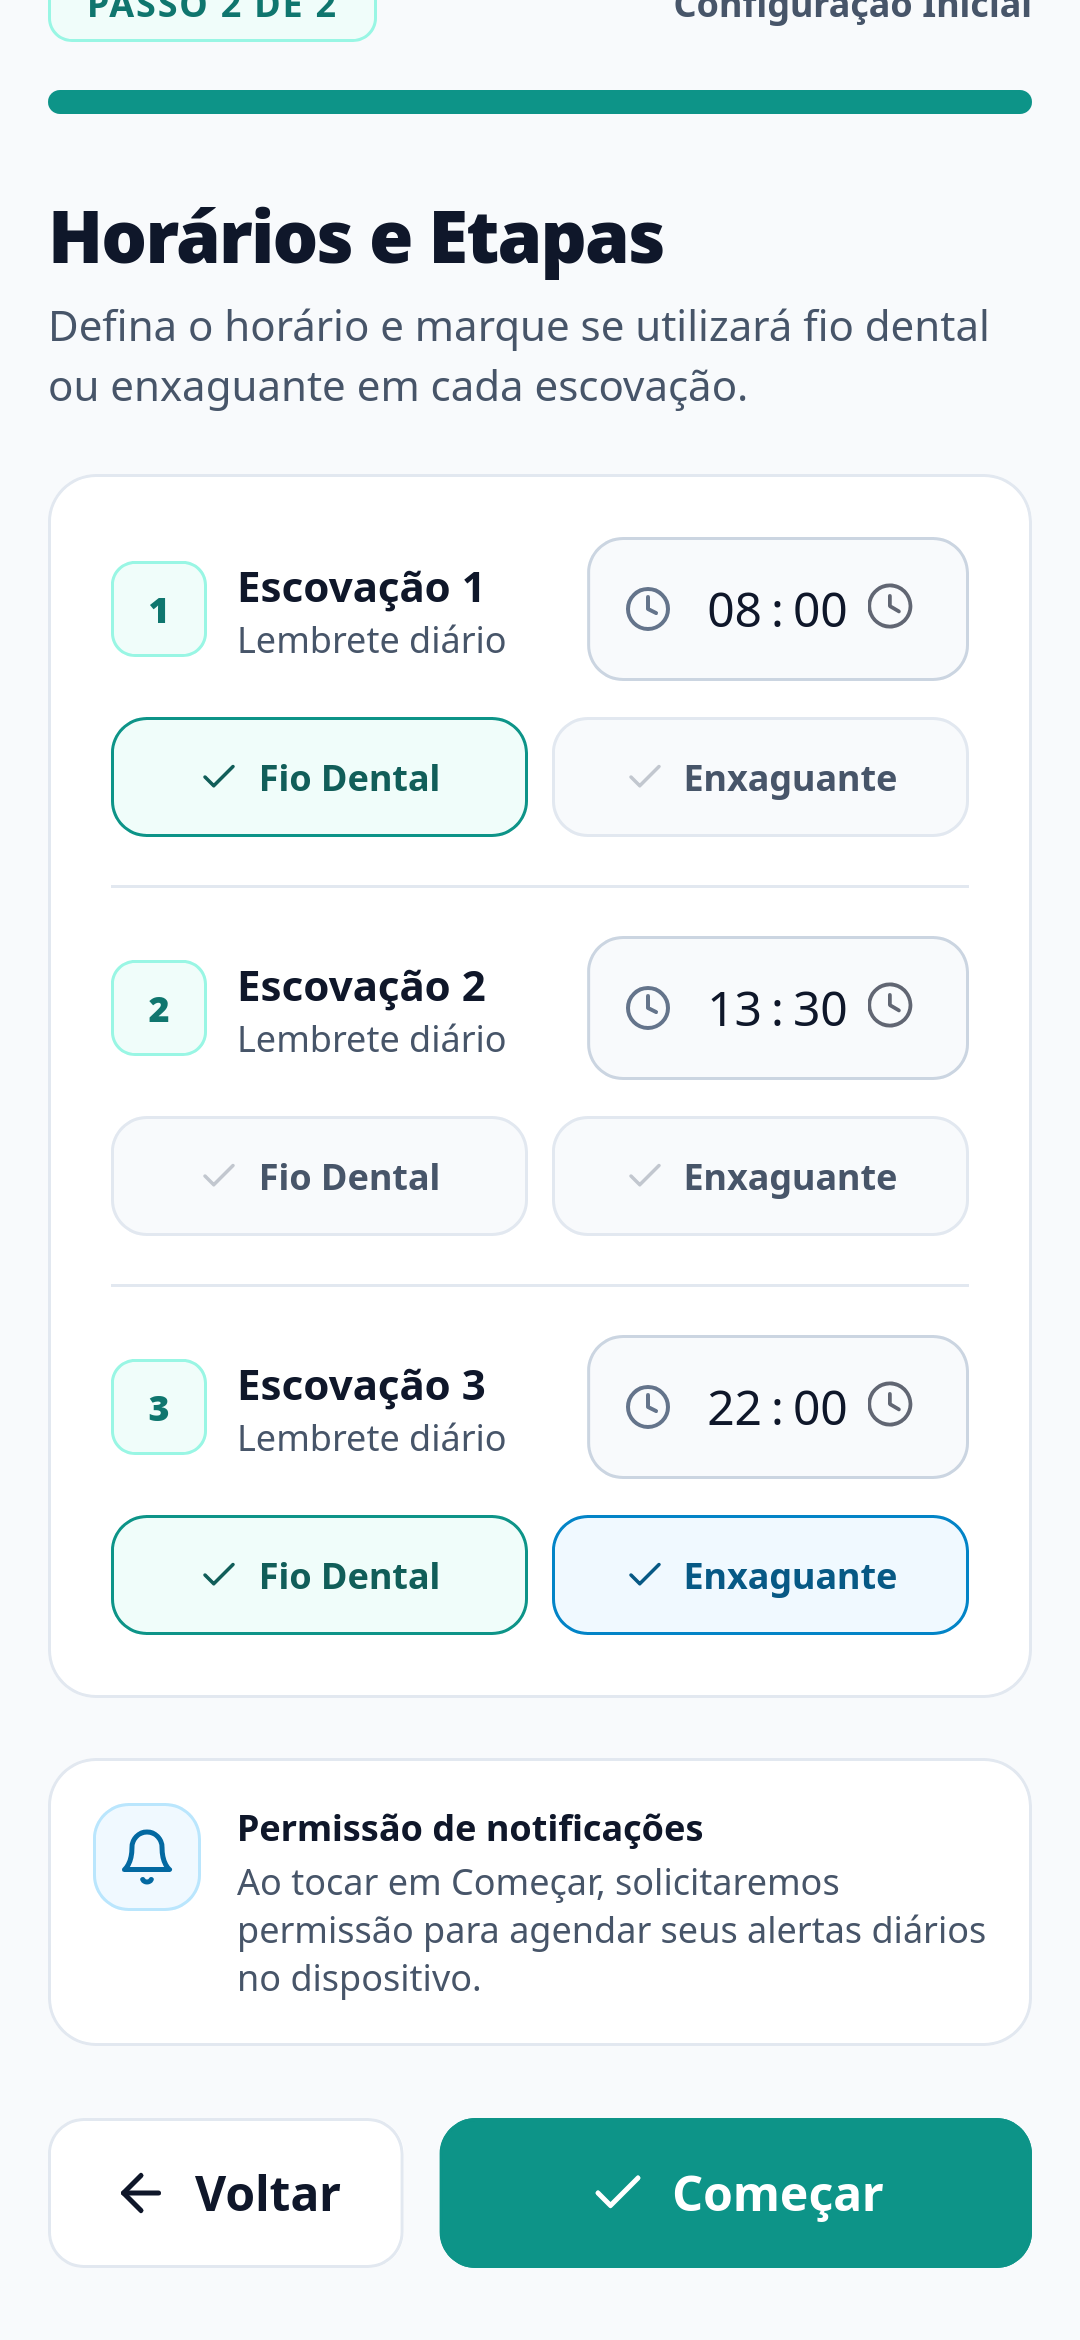 PASSO 2 DE 2
Configuração Inicial
Horários e Etapas
Defina o horário e marque se utilizará fio dental
ou enxaguante em cada escovação.
1
Escovação 1
Lembrete diário
08:00
Fio Dental
Enxaguante
2
Escovação 2
Lembrete diário
13:30
Fio Dental
Enxaguante
3
Escovação 3
Lembrete diário
22:00
Fio Dental
Enxaguante
Permissão de notificações
Ao tocar em Começar, solicitaremos
permissão para agendar seus alertas diários
no dispositivo.
Voltar
Começar